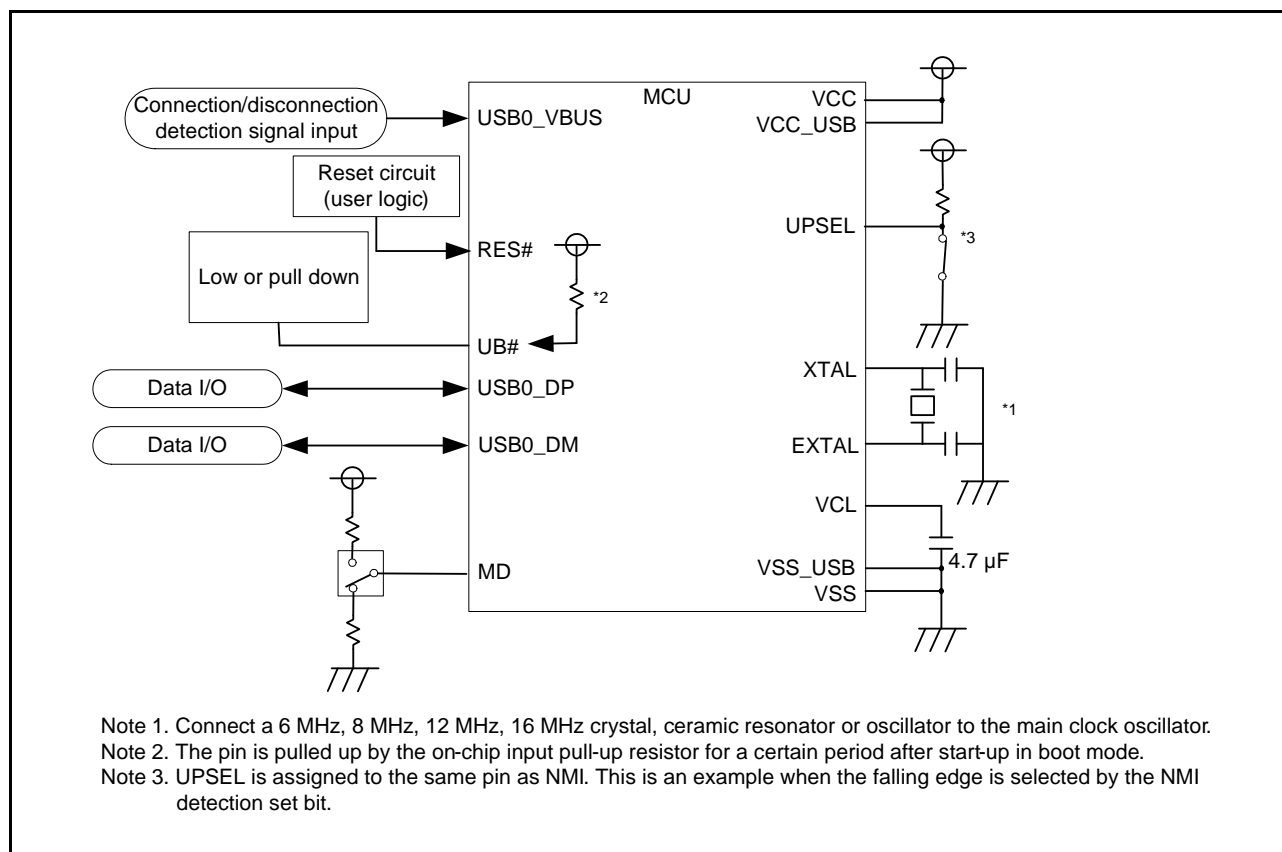 MCU
Connection/disconnection
detection signal input
USB0_VBUS
VCC
VCC_USB
Reset circuit
(user logic)
UPSEL
*3
RES#
Low or pull down
*2
UB#
XTAL
Data I/O
USB0_DP
*1
Data I/O
USB0_DM
EXTAL
VCL
4.7 µF
MD
VSS_USB
VSS
Note 1. Connect a 6 MHz, 8 MHz, 12 MHz, 16 MHz crystal, ceramic resonator or oscillator to the main clock oscillator.
Note 2. The pin is pulled up by the on-chip input pull-up resistor for a certain period after start-up in boot mode.
Note 3. UPSEL is assigned to the same pin as NMI. This is an example when the falling edge is selected by the NMI
detection set bit.